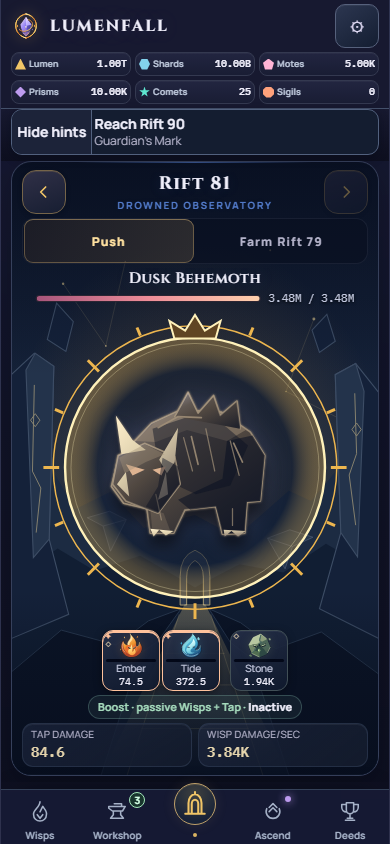 LUMENFALL
Lumen 1.00T
Shards 10.00B
Motes 5.00K
Prisms 10.00K
Comets 25
Sigils 0
Hide hints
Reach Rift 90
Guardian's Mark
RIFT 81
DROWNED OBSERVATORY
Push
Farm Rift 79
DUSK BEHEMOTH
3.48M / 3.48M
Ember
74.5
Tide
372.5
Stone
1.94K
Boost · passive Wisps + Tap · Inactive
TAP DAMAGE
84.6
WISP DAMAGE/SEC
3.84K
3
Wisps
Workshop
Ascend
Deeds